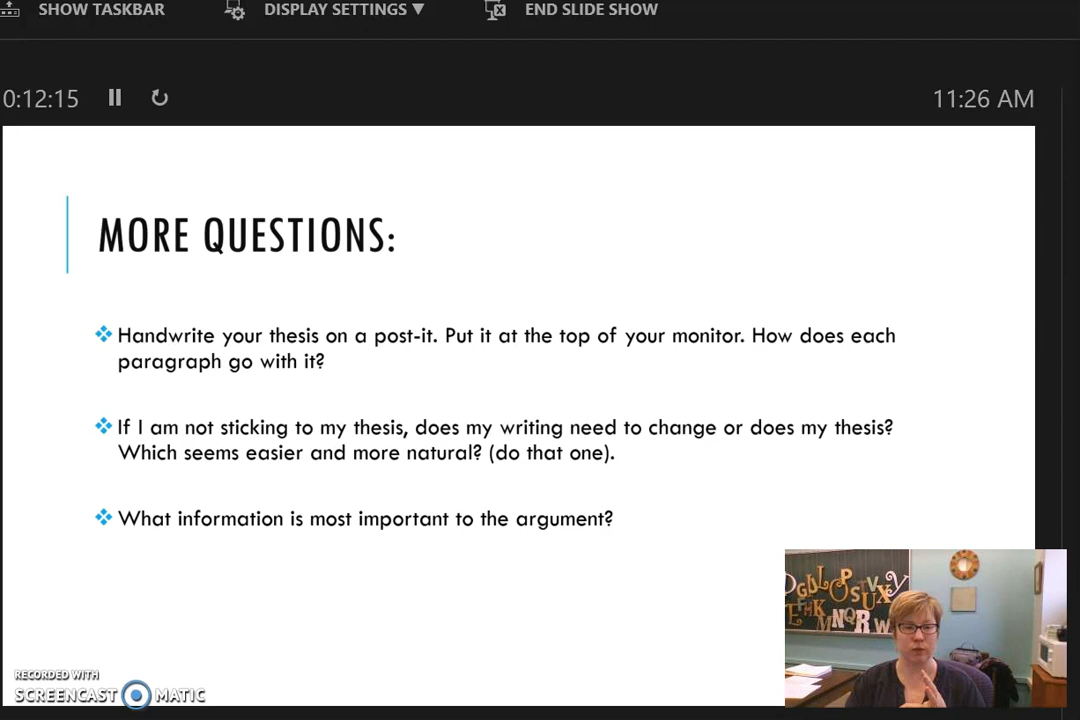 SHOW TASKBAR DISPLAY SETTINGS ▼ END SLIDE SHOW
0:12:15 11:26 AM
MORE QUESTIONS:
❖ Handwrite your thesis on a post-it. Put it at the top of your monitor. How does each
paragraph go with it?
❖ If I am not sticking to my thesis, does my writing need to change or does my thesis?
Which seems easier and more natural? (do that one).
❖ What information is most important to the argument?
RECORDED WITH
SCREENCAST MATIC